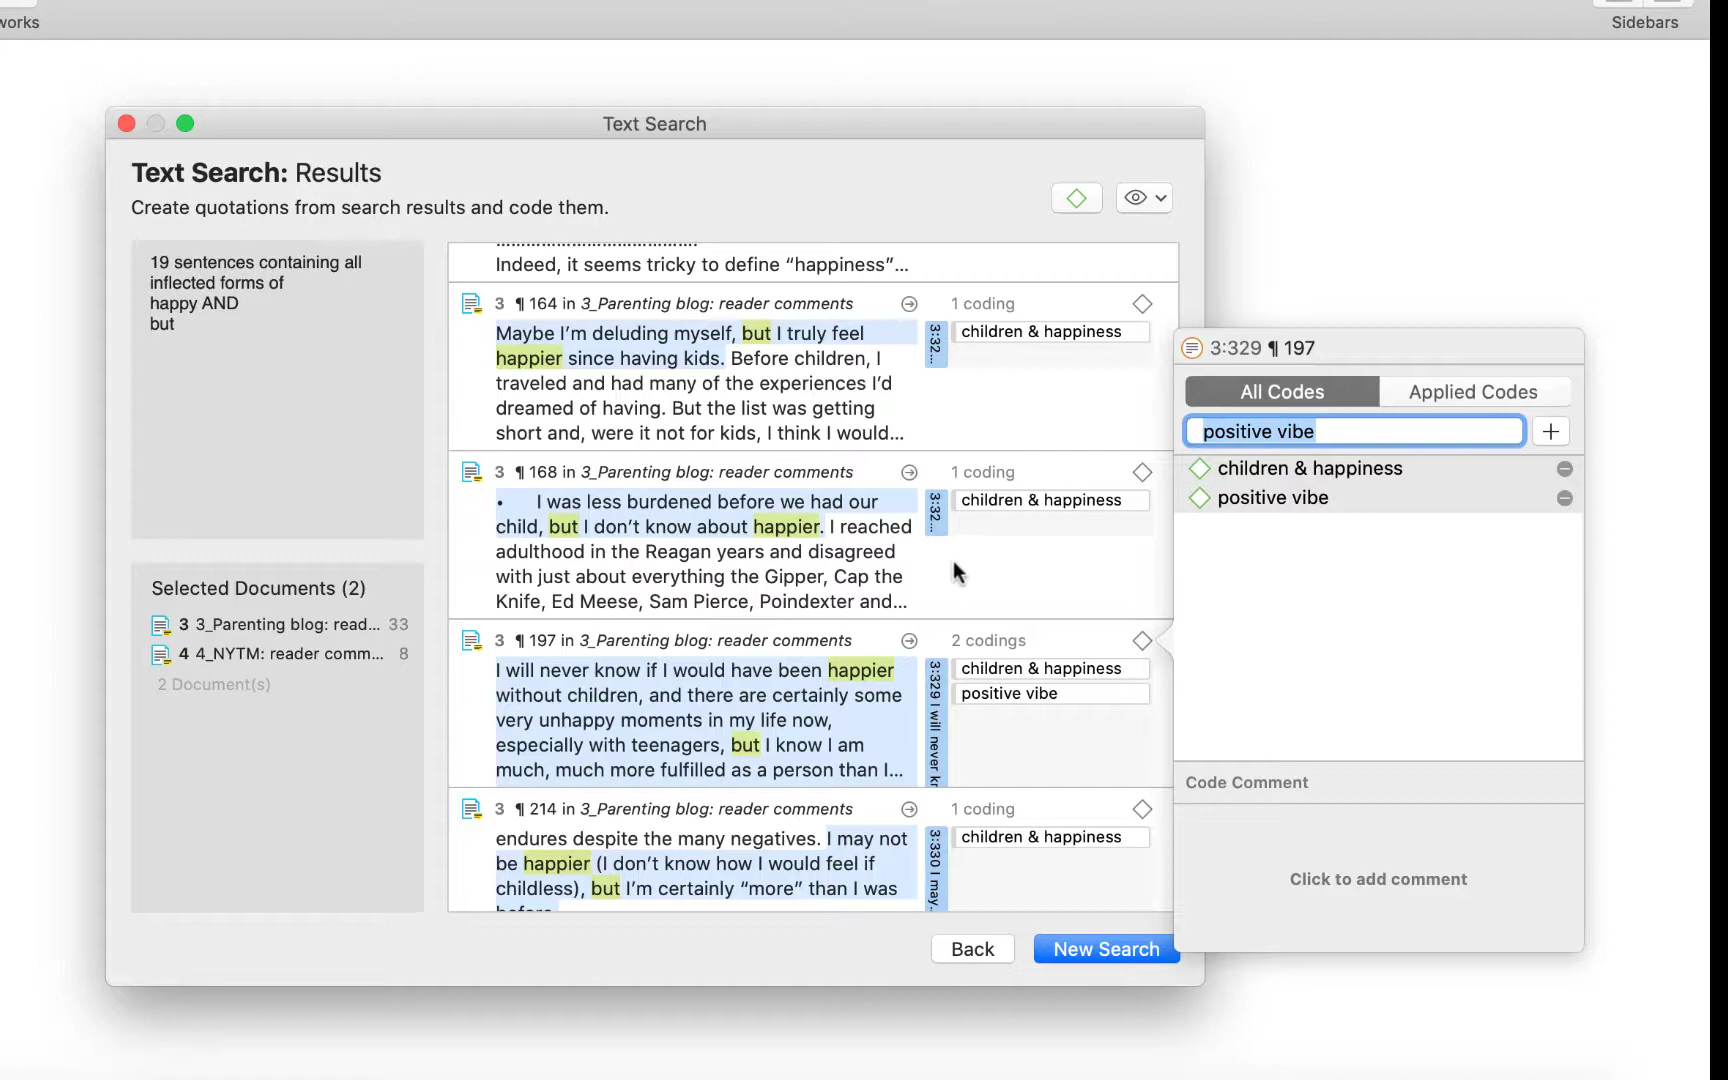 works
Sidebars
Text Search
Text Search: Results
Create quotations from search results and code them.
19 sentences containing all
inflected forms of
happy AND
but
Selected Documents (2)
3 3_Parenting blog: read... 33
4 4_NYTM: reader comm... 8
2 Document(s)
Indeed, it seems tricky to define “happiness”...
3 ¶ 164 in 3_Parenting blog: reader comments
1 coding
Maybe I’m deluding myself, but I truly feel
happier since having kids. Before children, I
traveled and had many of the experiences I’d
dreamed of having. But the list was getting
short and, were it not for kids, I think I would...
3:32...
children & happiness
3 ¶ 168 in 3_Parenting blog: reader comments
1 coding
• I was less burdened before we had our
child, but I don’t know about happier. I reached
adulthood in the Reagan years and disagreed
with just about everything the Gipper, Cap the
Knife, Ed Meese, Sam Pierce, Poindexter and...
3:32...
children & happiness
3 ¶ 197 in 3_Parenting blog: reader comments
2 codings
I will never know if I would have been happier
without children, and there are certainly some
very unhappy moments in my life now,
especially with teenagers, but I know I am
much, much more fulfilled as a person than I...
3:329 I will never kr
children & happiness
positive vibe
3 ¶ 214 in 3_Parenting blog: reader comments
1 coding
endures despite the many negatives. I may not
be happier (I don’t know how I would feel if
childless), but I’m certainly “more” than I was
before.
3:330 I may...
children & happiness
Back
New Search
3:329 ¶ 197
All Codes
Applied Codes
positive vibe
children & happiness
positive vibe
Code Comment
Click to add comment